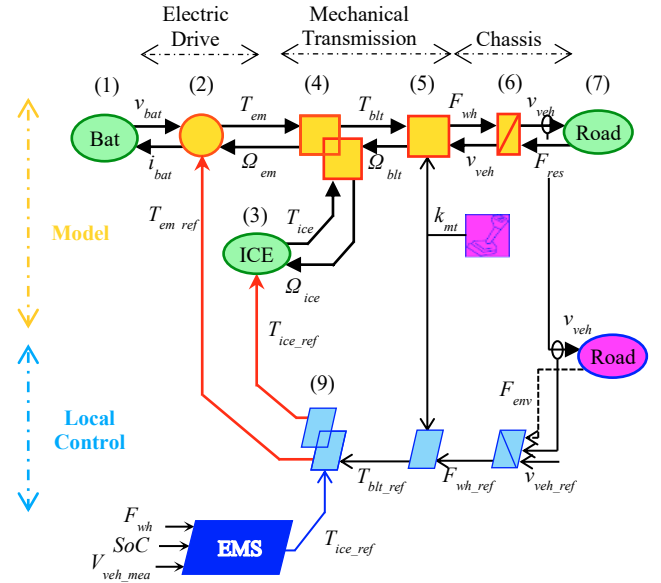 Electric
Drive
Mechanical
Transmission
Chassis
(1)
(2)
(4)
(5)
(6)
(7)
v_bat
T_em
T_blt
F_wh
v_veh
Bat
Road
i_bat
Ω_em
Ω_blt
v_veh
F_res
T_em_ref
(3)
T_ice
k_mt
Model
ICE
Ω_ice
T_ice_ref
v_veh
Road
(9)
F_env
Local
Control
T_blt_ref
F_wh_ref
v_veh_ref
F_wh
SoC
V_veh_mea
EMS
T_ice_ref